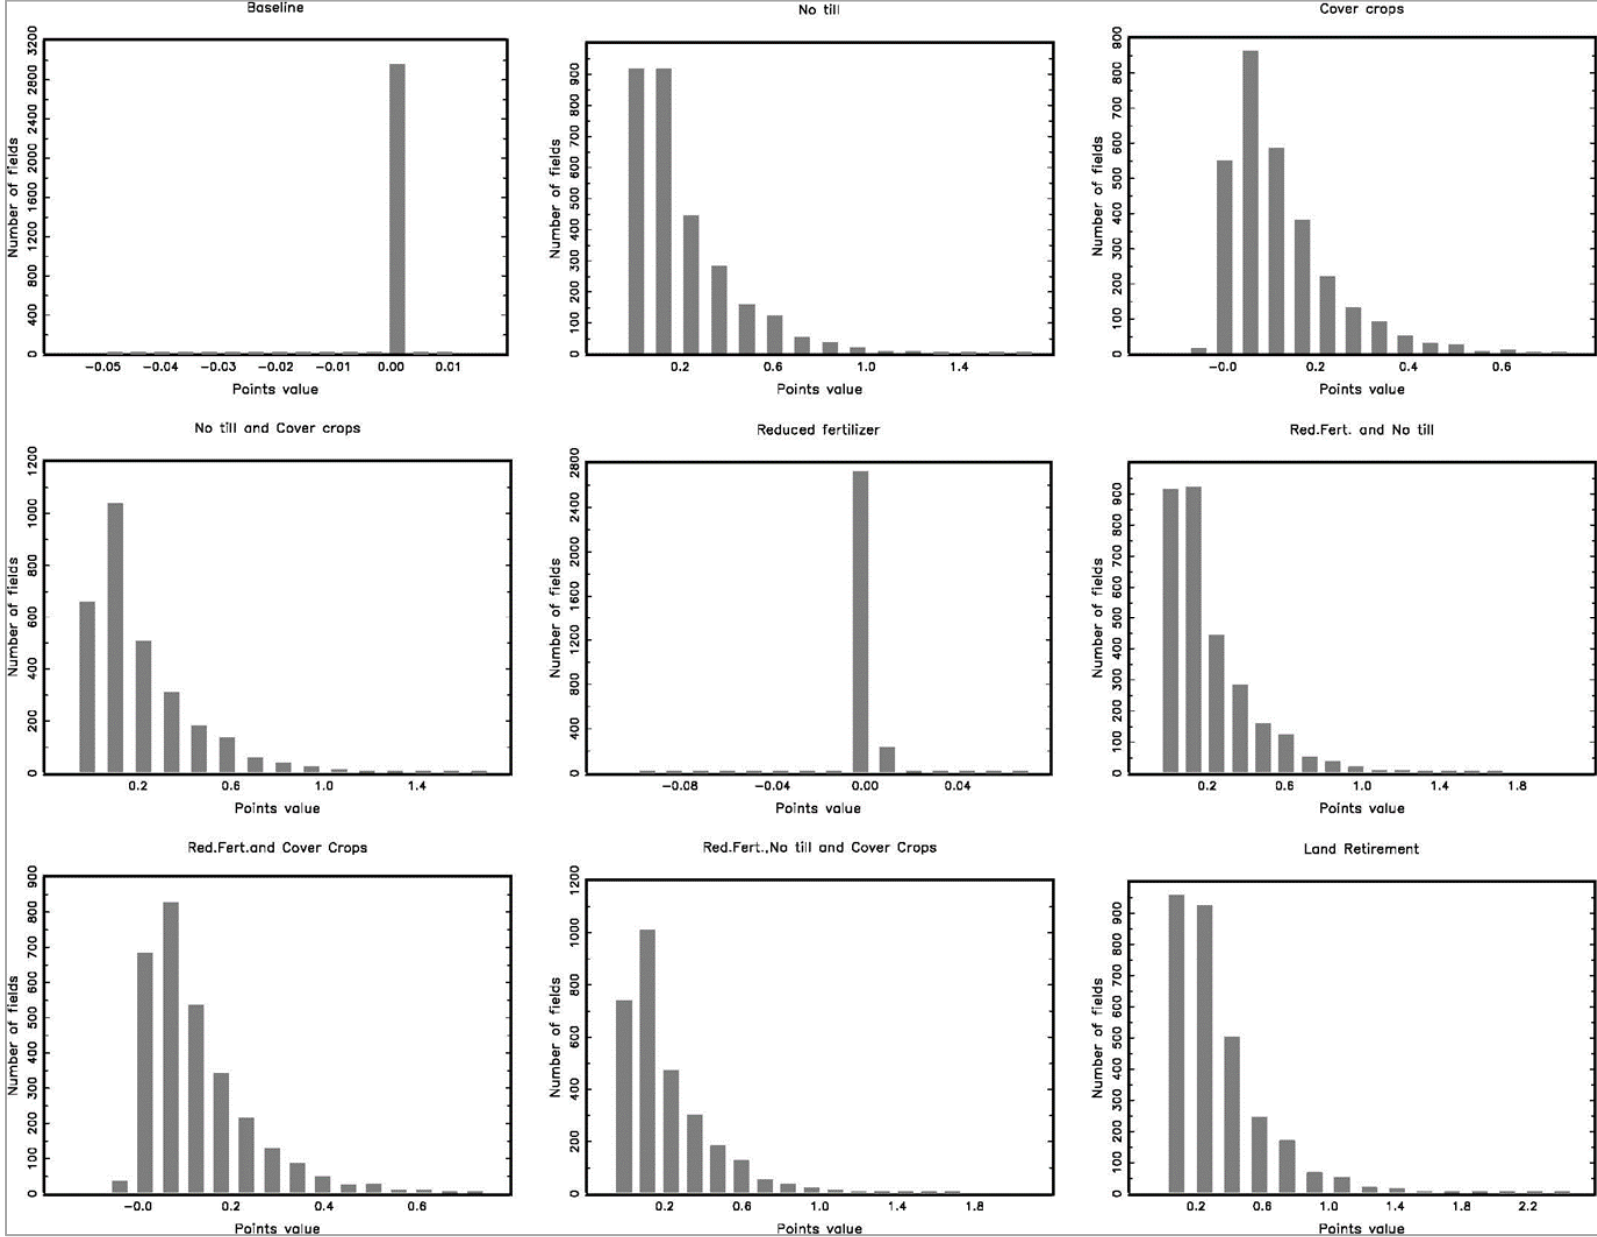 Baseline
Number of fields
0 400 800 1200 1600 2000 2400 2800 3200
−0.05 −0.04 −0.03 −0.02 −0.01 0.00 0.01
Points value
No till
Number of fields
0 100 200 300 400 500 600 700 800 900
0.2 0.6 1.0 1.4
Points value
Cover crops
Number of fields
0 100 200 300 400 500 600 700 800 900
−0.0 0.2 0.4 0.6
Points value
No till and Cover crops
Number of fields
0 200 400 600 800 1000 1200
0.2 0.6 1.0 1.4
Points value
Reduced fertilizer
Number of fields
0 400 800 1200 1600 2000 2400 2800
−0.08 −0.04 0.00 0.04
Points value
Red.Fert. and No till
Number of fields
0 100 200 300 400 500 600 700 800 900
0.2 0.6 1.0 1.4 1.8
Points value
Red.Fert.and Cover Crops
Number of fields
0 100 200 300 400 500 600 700 800 900
−0.0 0.2 0.4 0.6
Points value
Red.Fert.,No till and Cover Crops
Number of fields
0 200 400 600 800 1000 1200
0.2 0.6 1.0 1.4 1.8
Points value
Land Retirement
Number of fields
0 100 200 300 400 500 600 700 800 900
0.2 0.6 1.0 1.4 1.8 2.2
Points value